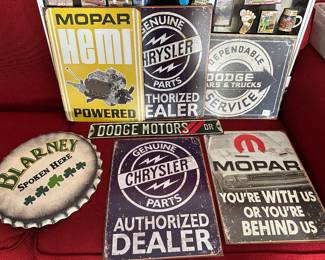 MOPAR
HEMI
POWERED
GENUINE
CHRYSLER
PARTS
AUTHORIZED
DEALER
DEPENDABLE
DODGE
CARS & TRUCKS
SERVICE
DODGE MOTORS DR
BLARNEY
SPOKEN HERE
GENUINE
CHRYSLER
PARTS
AUTHORIZED
DEALER
MOPAR
YOU'RE WITH US
OR YOU'RE
BEHIND US